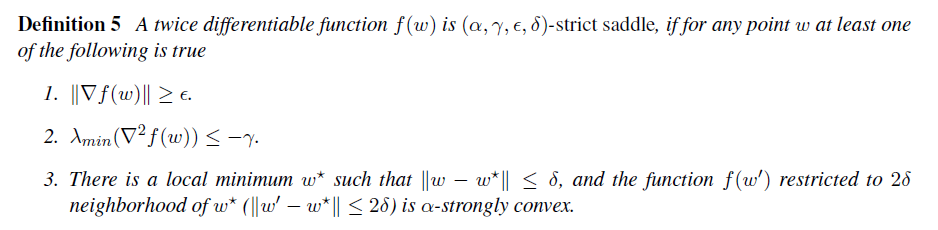 Definition 5 A twice differentiable function f(w) is (α, γ, ϵ, δ)-strict saddle, if for any point w at least one
of the following is true
1. ‖∇f(w)‖ ≥ ϵ.
2. λmin(∇²f(w)) ≤ −γ.
3. There is a local minimum w⋆ such that ‖w − w⋆‖ ≤ δ, and the function f(w′) restricted to 2δ
neighborhood of w⋆ (‖w′ − w⋆‖ ≤ 2δ) is α-strongly convex.